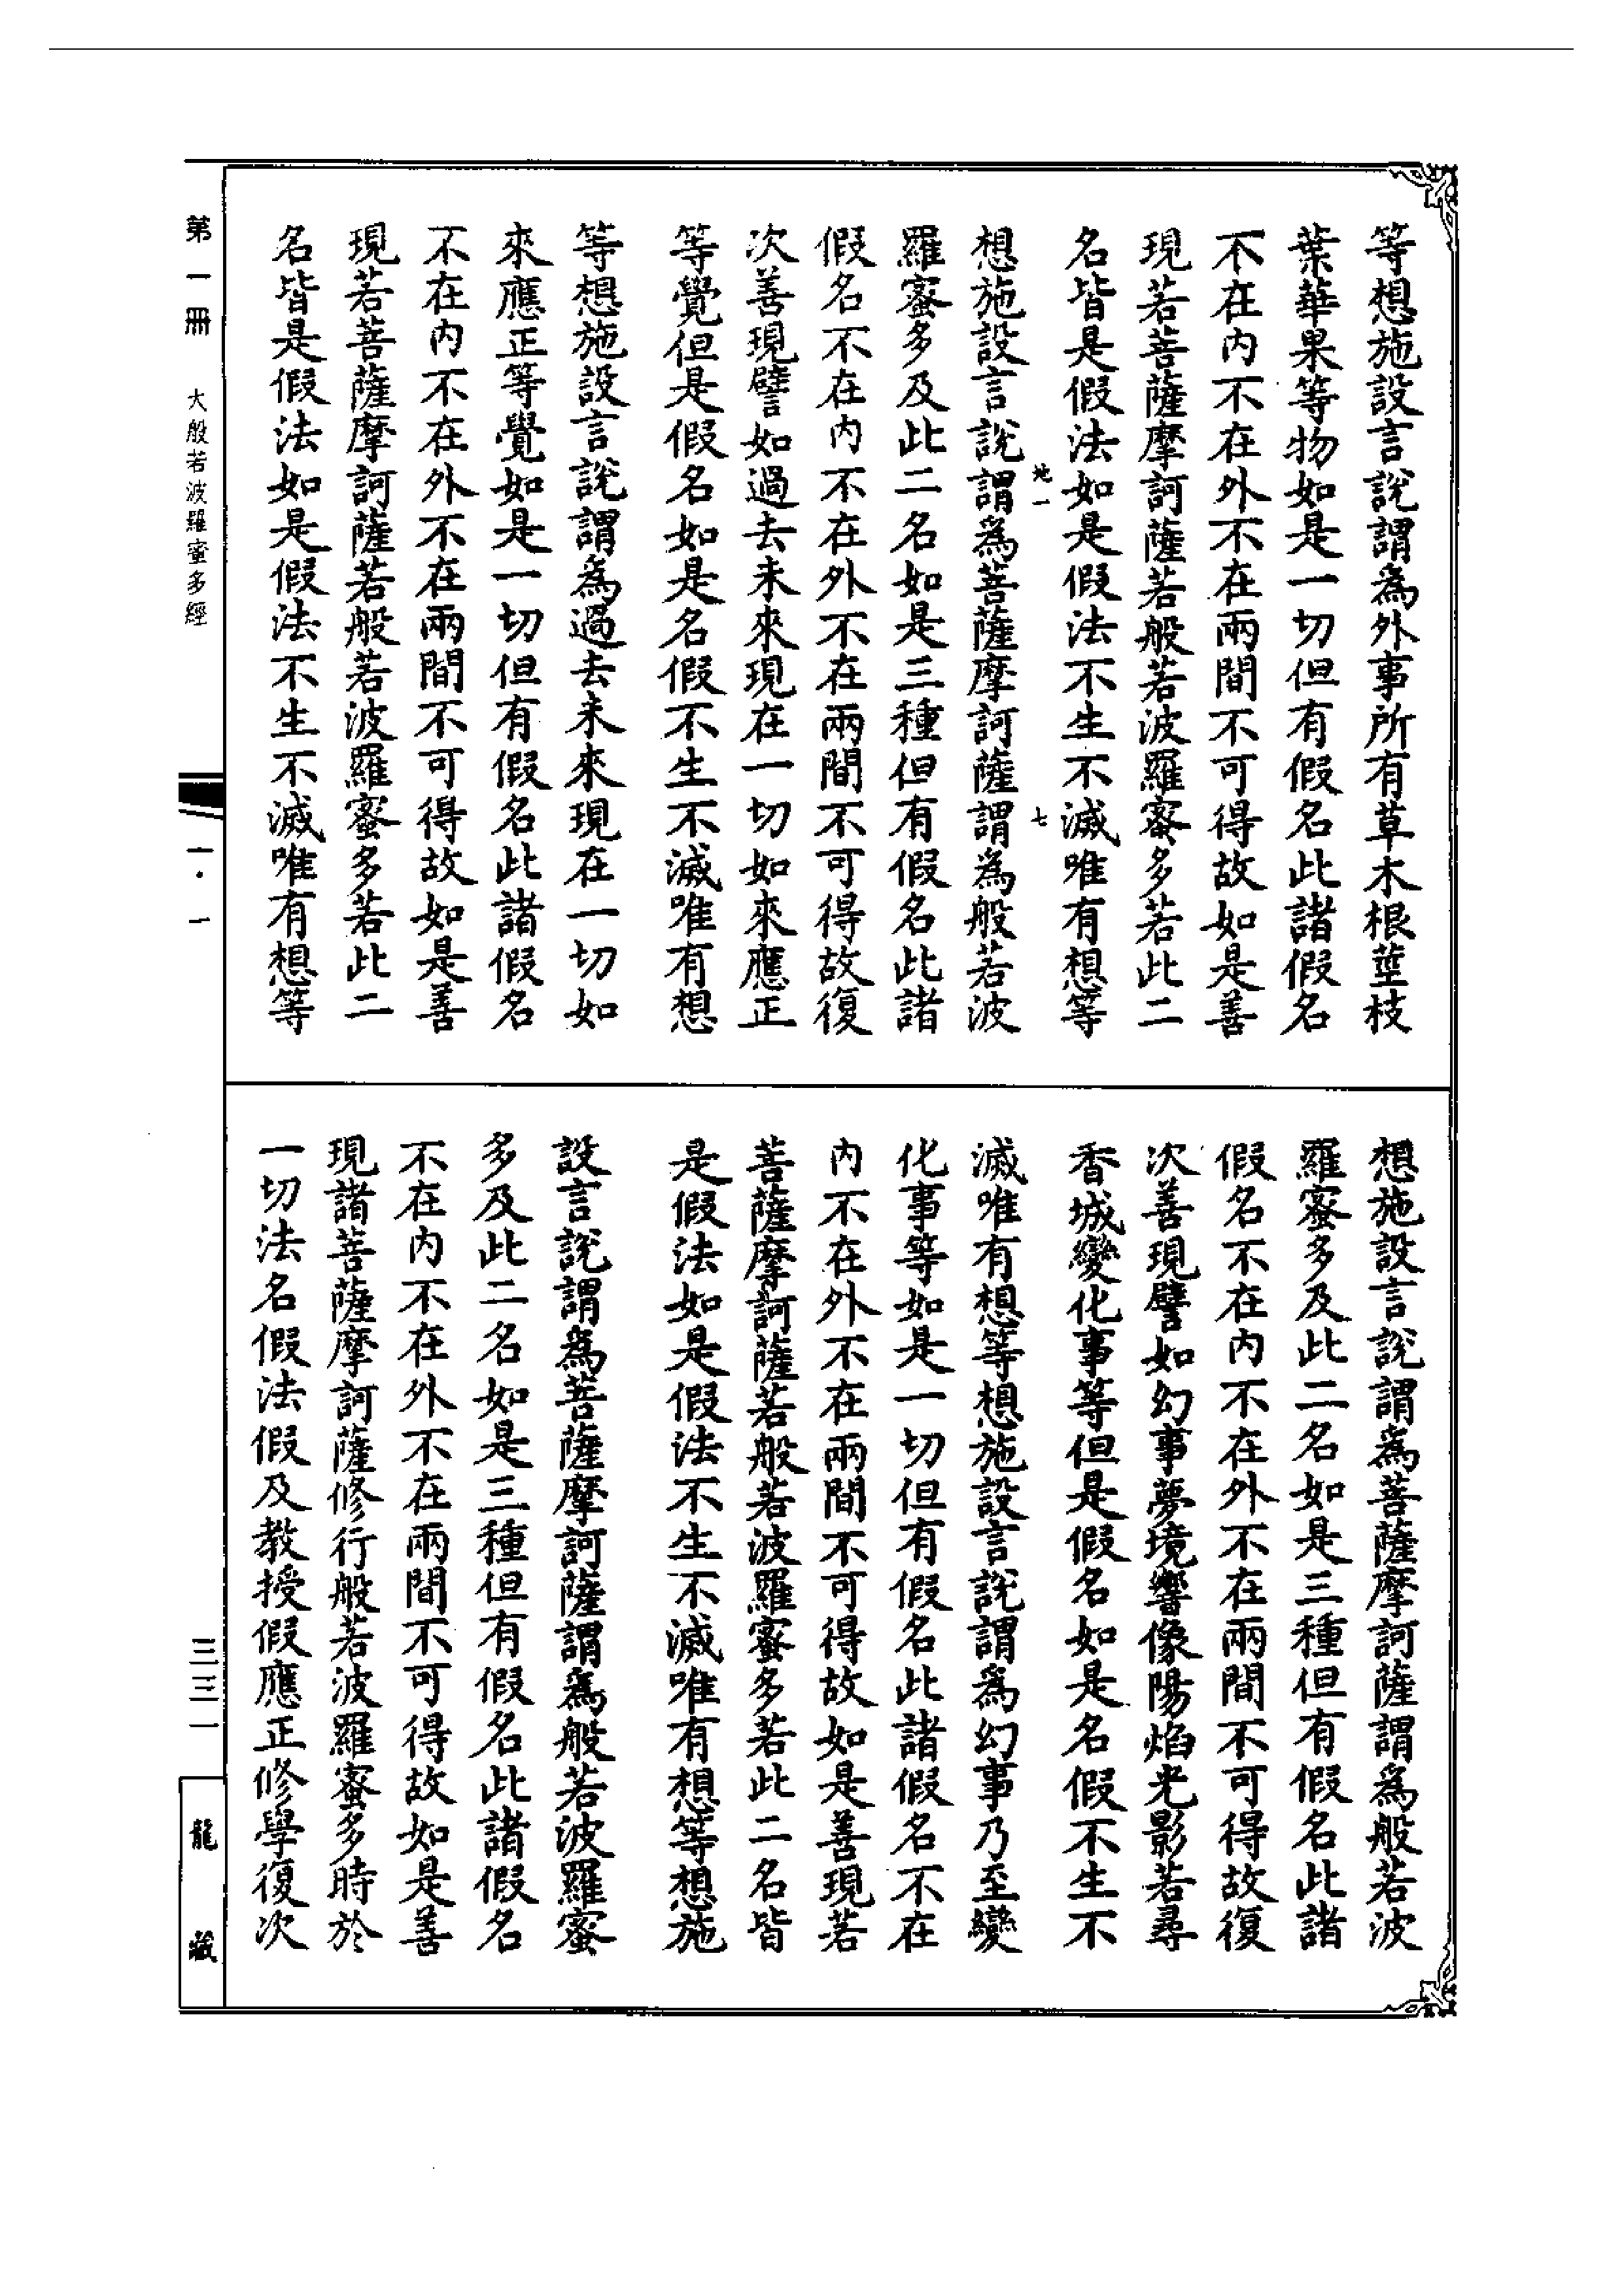 等想施設言說謂為外事所有草木根莖枝
葉華果等物如是一切但有假名此諸假名
不在內不在外不在兩間不可得故如是善
現若菩薩摩訶薩若般若波羅蜜多若此二
名皆是假法如是假法不生不滅唯有想等
地一 七
想施設言說謂為菩薩摩訶薩謂為般若波
羅蜜多及此二名如是三種但有假名此諸
假名不在內不在外不在兩間不可得故復
次善現譬如過去未來現在一切如來應正
等覺但是假名如是名假不生不滅唯有想
等想施設言說謂為過去未來現在一切如
來應正等覺如是一切但有假名此諸假名
不在內不在外不在兩間不可得故如是善
現若菩薩摩訶薩若般若波羅蜜多若此二
名皆是假法如是假法不生不滅唯有想等
想施設言說謂為菩薩摩訶薩謂為般若波
羅蜜多及此二名如是三種但有假名此諸
假名不在內不在外不在兩間不可得故復
次善現譬如幻事夢境響像陽焰光影若尋
香城變化事等但是假名如是名假不生不
滅唯有想等想施設言說謂為幻事乃至變
化事等如是一切但有假名此諸假名不在
內不在外不在兩間不可得故如是善現若
菩薩摩訶薩若般若波羅蜜多若此二名皆
是假法如是假法不生不滅唯有想等想施
設言說謂為菩薩摩訶薩謂為般若波羅蜜
多及此二名如是三種但有假名此諸假名
不在內不在外不在兩間不可得故如是善
現諸菩薩摩訶薩修行般若波羅蜜多時於
一切法名假法假及教授假應正修學復次
第一冊 大般若波羅蜜多經 一·一 三三一 龍藏